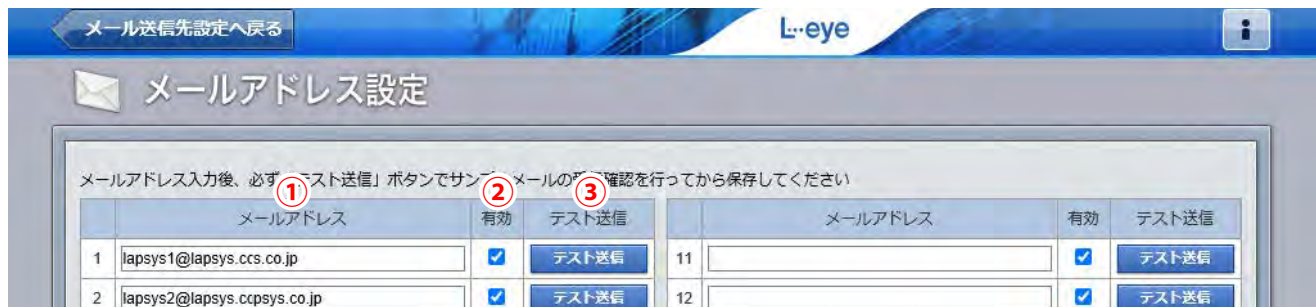 メール送信先設定へ戻る
L··eye
i
メールアドレス設定
メールアドレス入力後、必ず テスト送信」ボタンでサンプ メールの 確認を行ってから保存してください
① ② ③
メールアドレス 有効 テスト送信 メールアドレス 有効 テスト送信
1 lapsys1@lapsys.ccs.co.jp テスト送信 11 テスト送信
2 lapsys2@lapsys.ccpsys.co.jp テスト送信 12 テスト送信